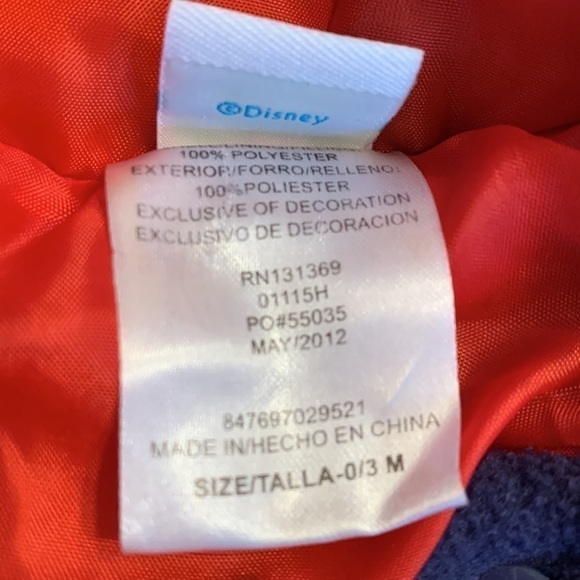 ©Disney
100% POLYESTER
EXTERIOR/FORRO/RELLENO:
100%POLIESTER
EXCLUSIVE OF DECORATION
EXCLUSIVO DE DECORACION
RN131369
01115H
PO#55035
MAY/2012
847697029521
MADE IN/HECHO EN CHINA
SIZE/TALLA-0/3 M